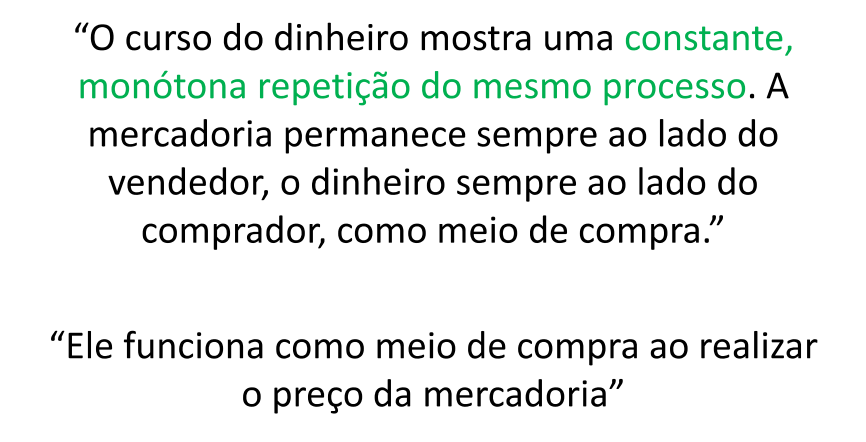 “O curso do dinheiro mostra uma constante,
monótona repetição do mesmo processo. A
mercadoria permanece sempre ao lado do
vendedor, o dinheiro sempre ao lado do
comprador, como meio de compra.”
“Ele funciona como meio de compra ao realizar
o preço da mercadoria”